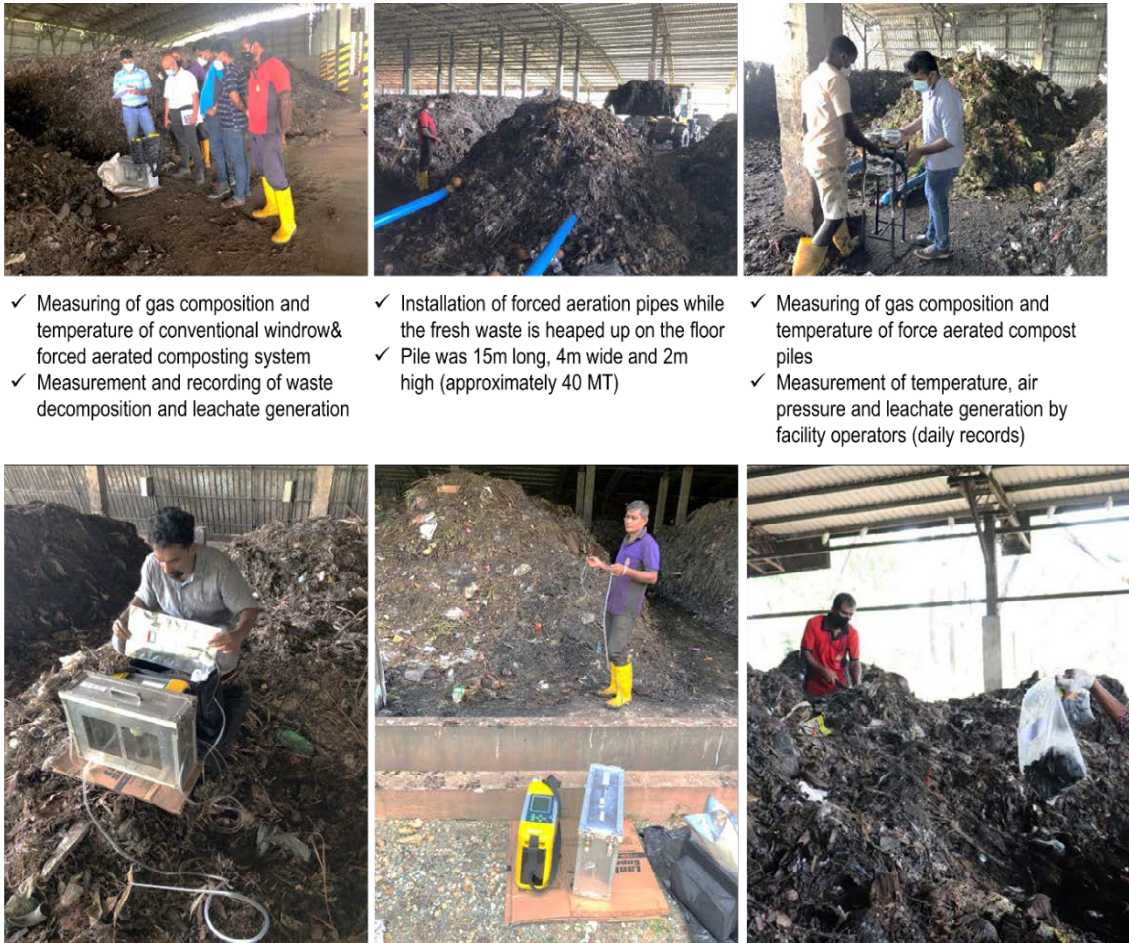 ✓ Measuring of gas composition and
temperature of conventional windrow&
forced aerated composting system
✓ Measurement and recording of waste
decomposition and leachate generation
✓ Installation of forced aeration pipes while
the fresh waste is heaped up on the floor
✓ Pile was 15m long, 4m wide and 2m
high (approximately 40 MT)
✓ Measuring of gas composition and
temperature of force aerated compost
piles
✓ Measurement of temperature, air
pressure and leachate generation by
facility operators (daily records)